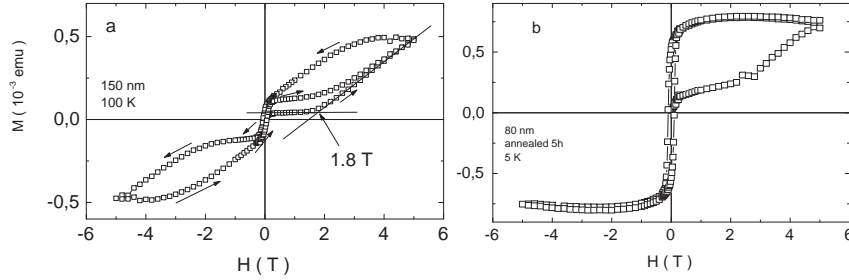 a
150 nm
100 K
1.8 T
M ( 10⁻³ emu )
0,5
0,0
-0,5
-6 -4 -2 0 2 4 6
H ( T )
b
80 nm
annealed 5h
5 K
0,5
0,0
-0,5
-6 -4 -2 0 2 4 6
H ( T )